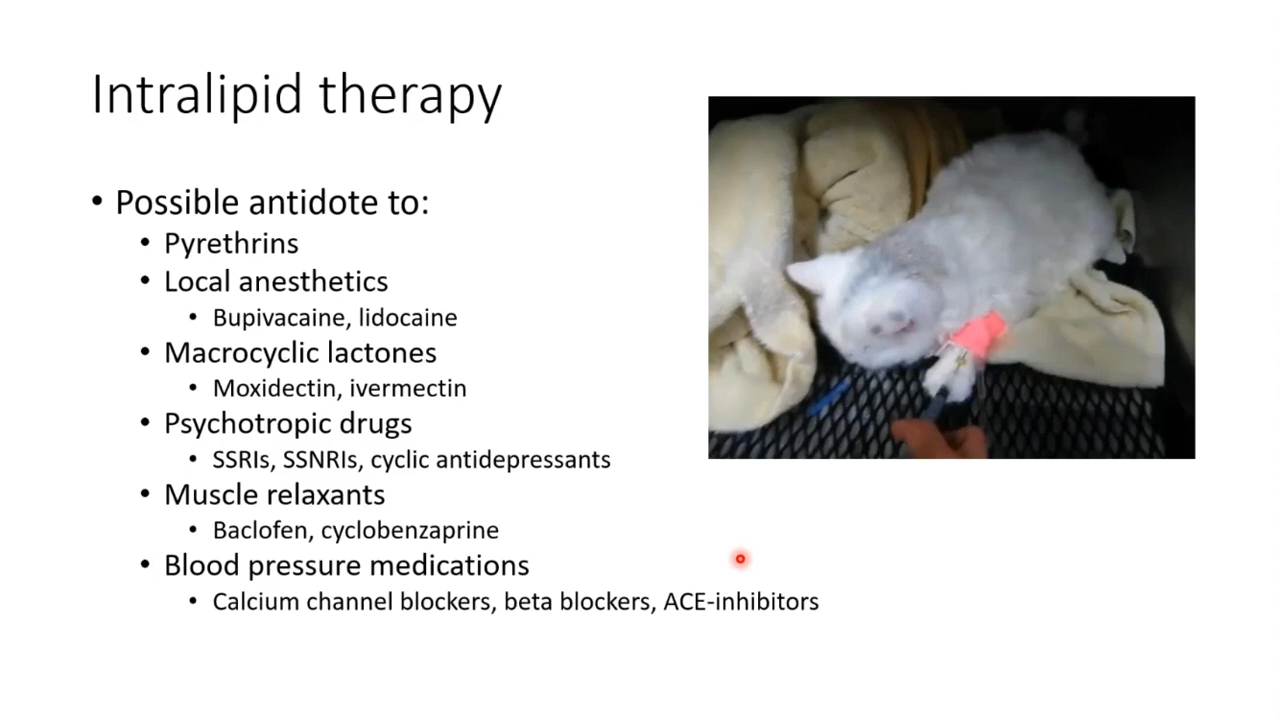 Intralipid therapy
• Possible antidote to:
• Pyrethrins
• Local anesthetics
• Bupivacaine, lidocaine
• Macrocyclic lactones
• Moxidectin, ivermectin
• Psychotropic drugs
• SSRIs, SSNRIs, cyclic antidepressants
• Muscle relaxants
• Baclofen, cyclobenzaprine
• Blood pressure medications
• Calcium channel blockers, beta blockers, ACE-inhibitors